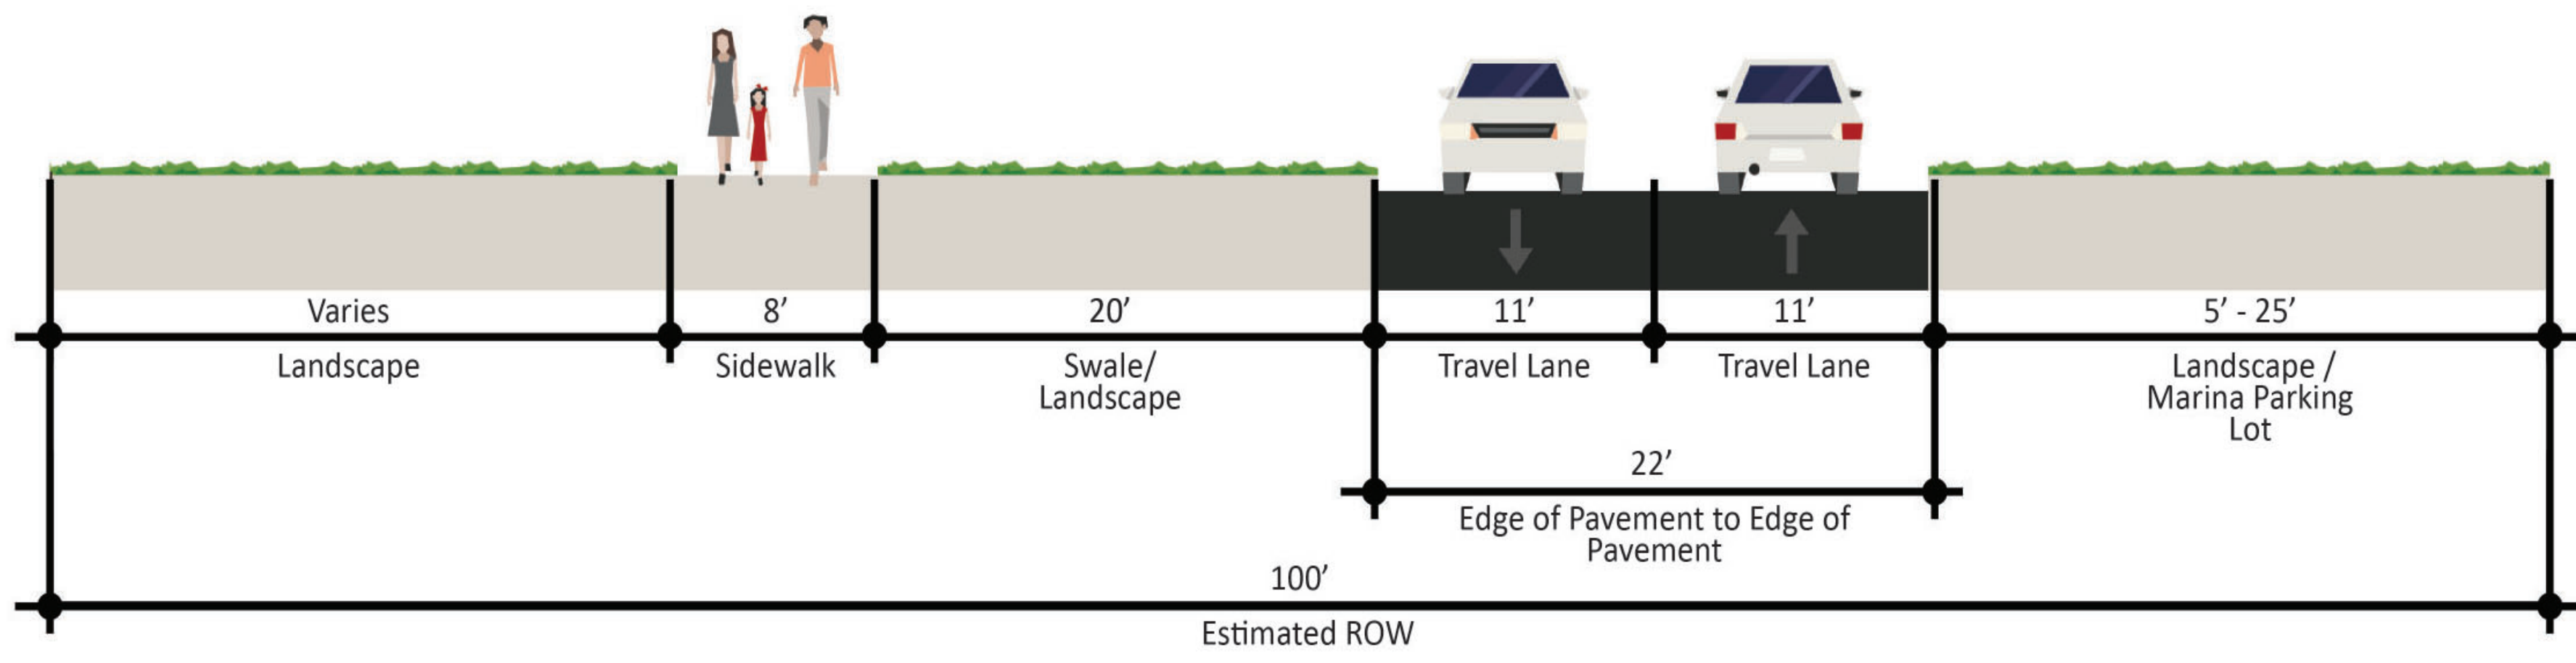 Varies
8’
20’
11’
11’
5’ - 25’
Landscape
Sidewalk
Swale/
Landscape
Travel Lane
Travel Lane
Landscape /
Marina Parking
Lot
22’
Edge of Pavement to Edge of
Pavement
100’
Estimated ROW